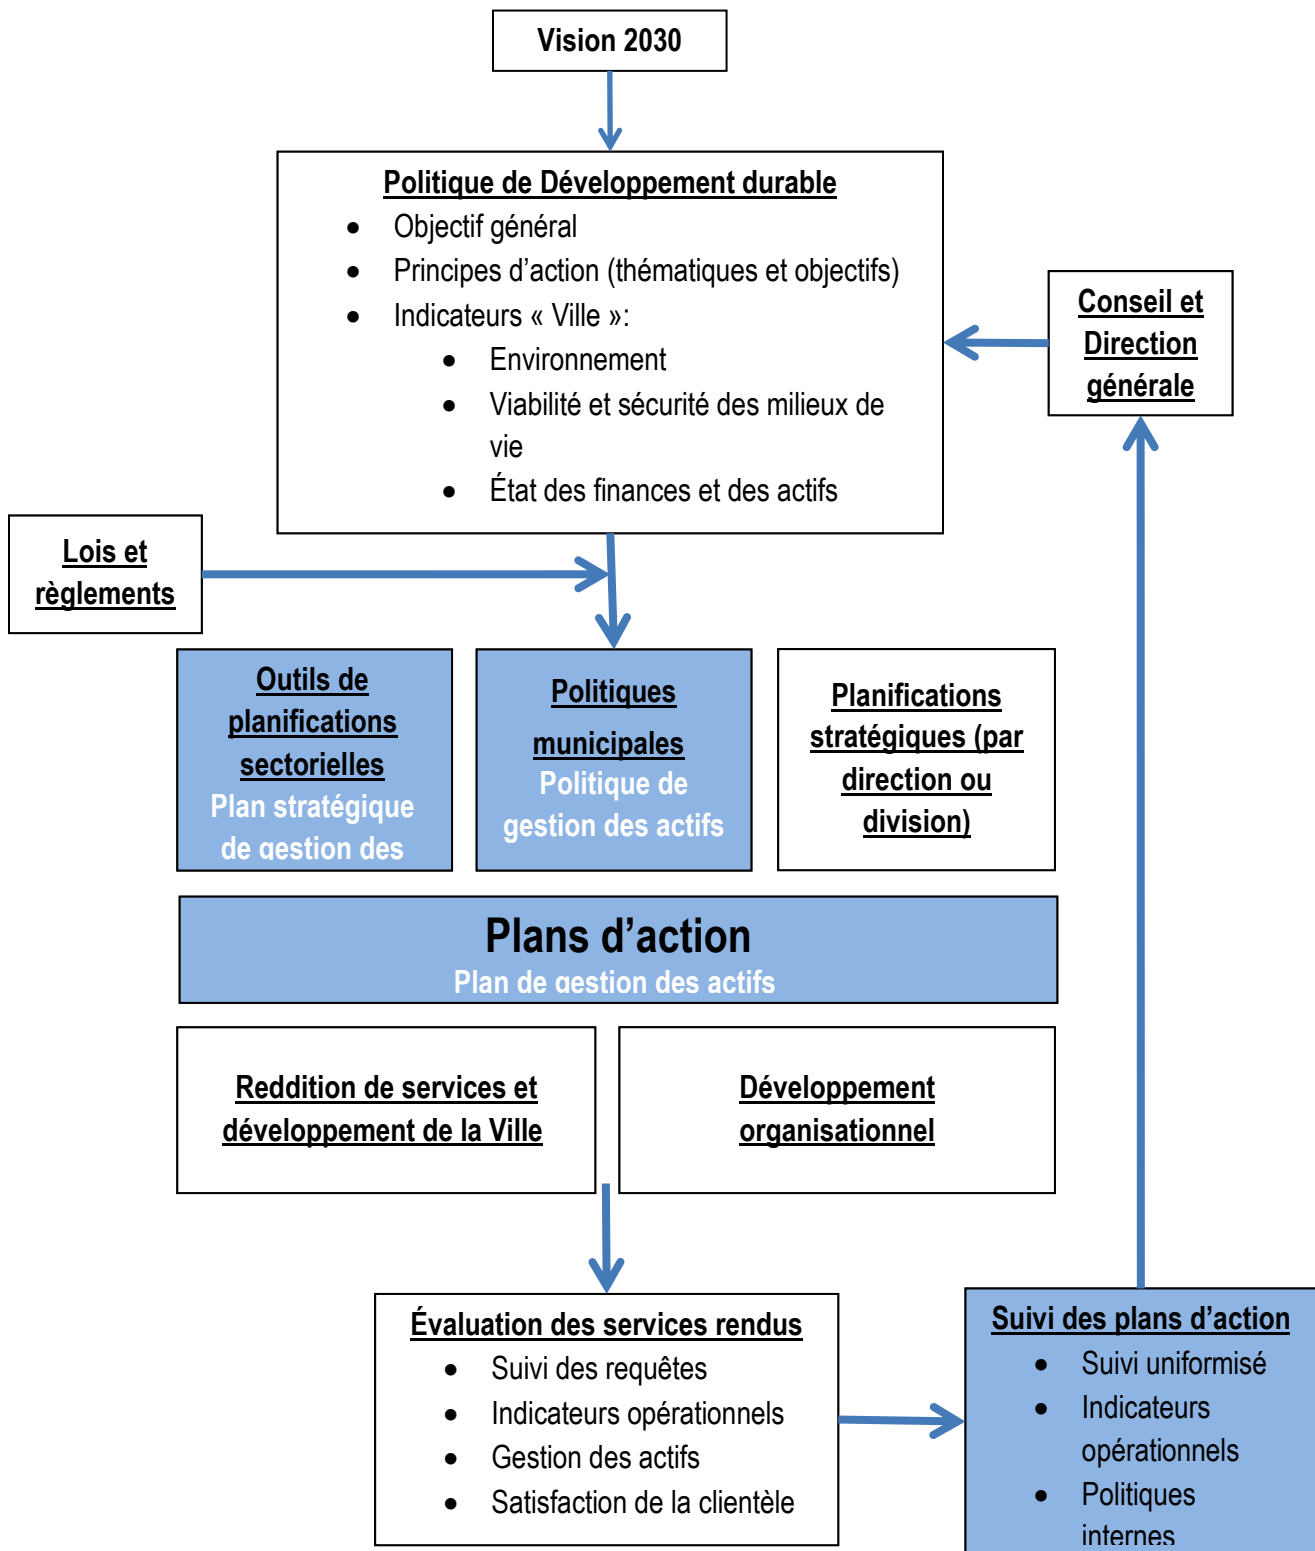 Vision 2030
Politique de Développement durable
• Objectif général
• Principes d’action (thématiques et objectifs)
• Indicateurs « Ville »:
• Environnement
• Viabilité et sécurité des milieux de
vie
• État des finances et des actifs
Conseil et
Direction
générale
Lois et
règlements
Outils de
planifications
sectorielles
Plan stratégique
de gestion des
Politiques
municipales
Politique de
gestion des actifs
Planifications
stratégiques (par
direction ou
division)
Plans d’action
Plan de gestion des actifs
Reddition de services et
développement de la Ville
Développement
organisationnel
Évaluation des services rendus
• Suivi des requêtes
• Indicateurs opérationnels
• Gestion des actifs
• Satisfaction de la clientèle
Suivi des plans d’action
• Suivi uniformisé
• Indicateurs
opérationnels
• Politiques
internes